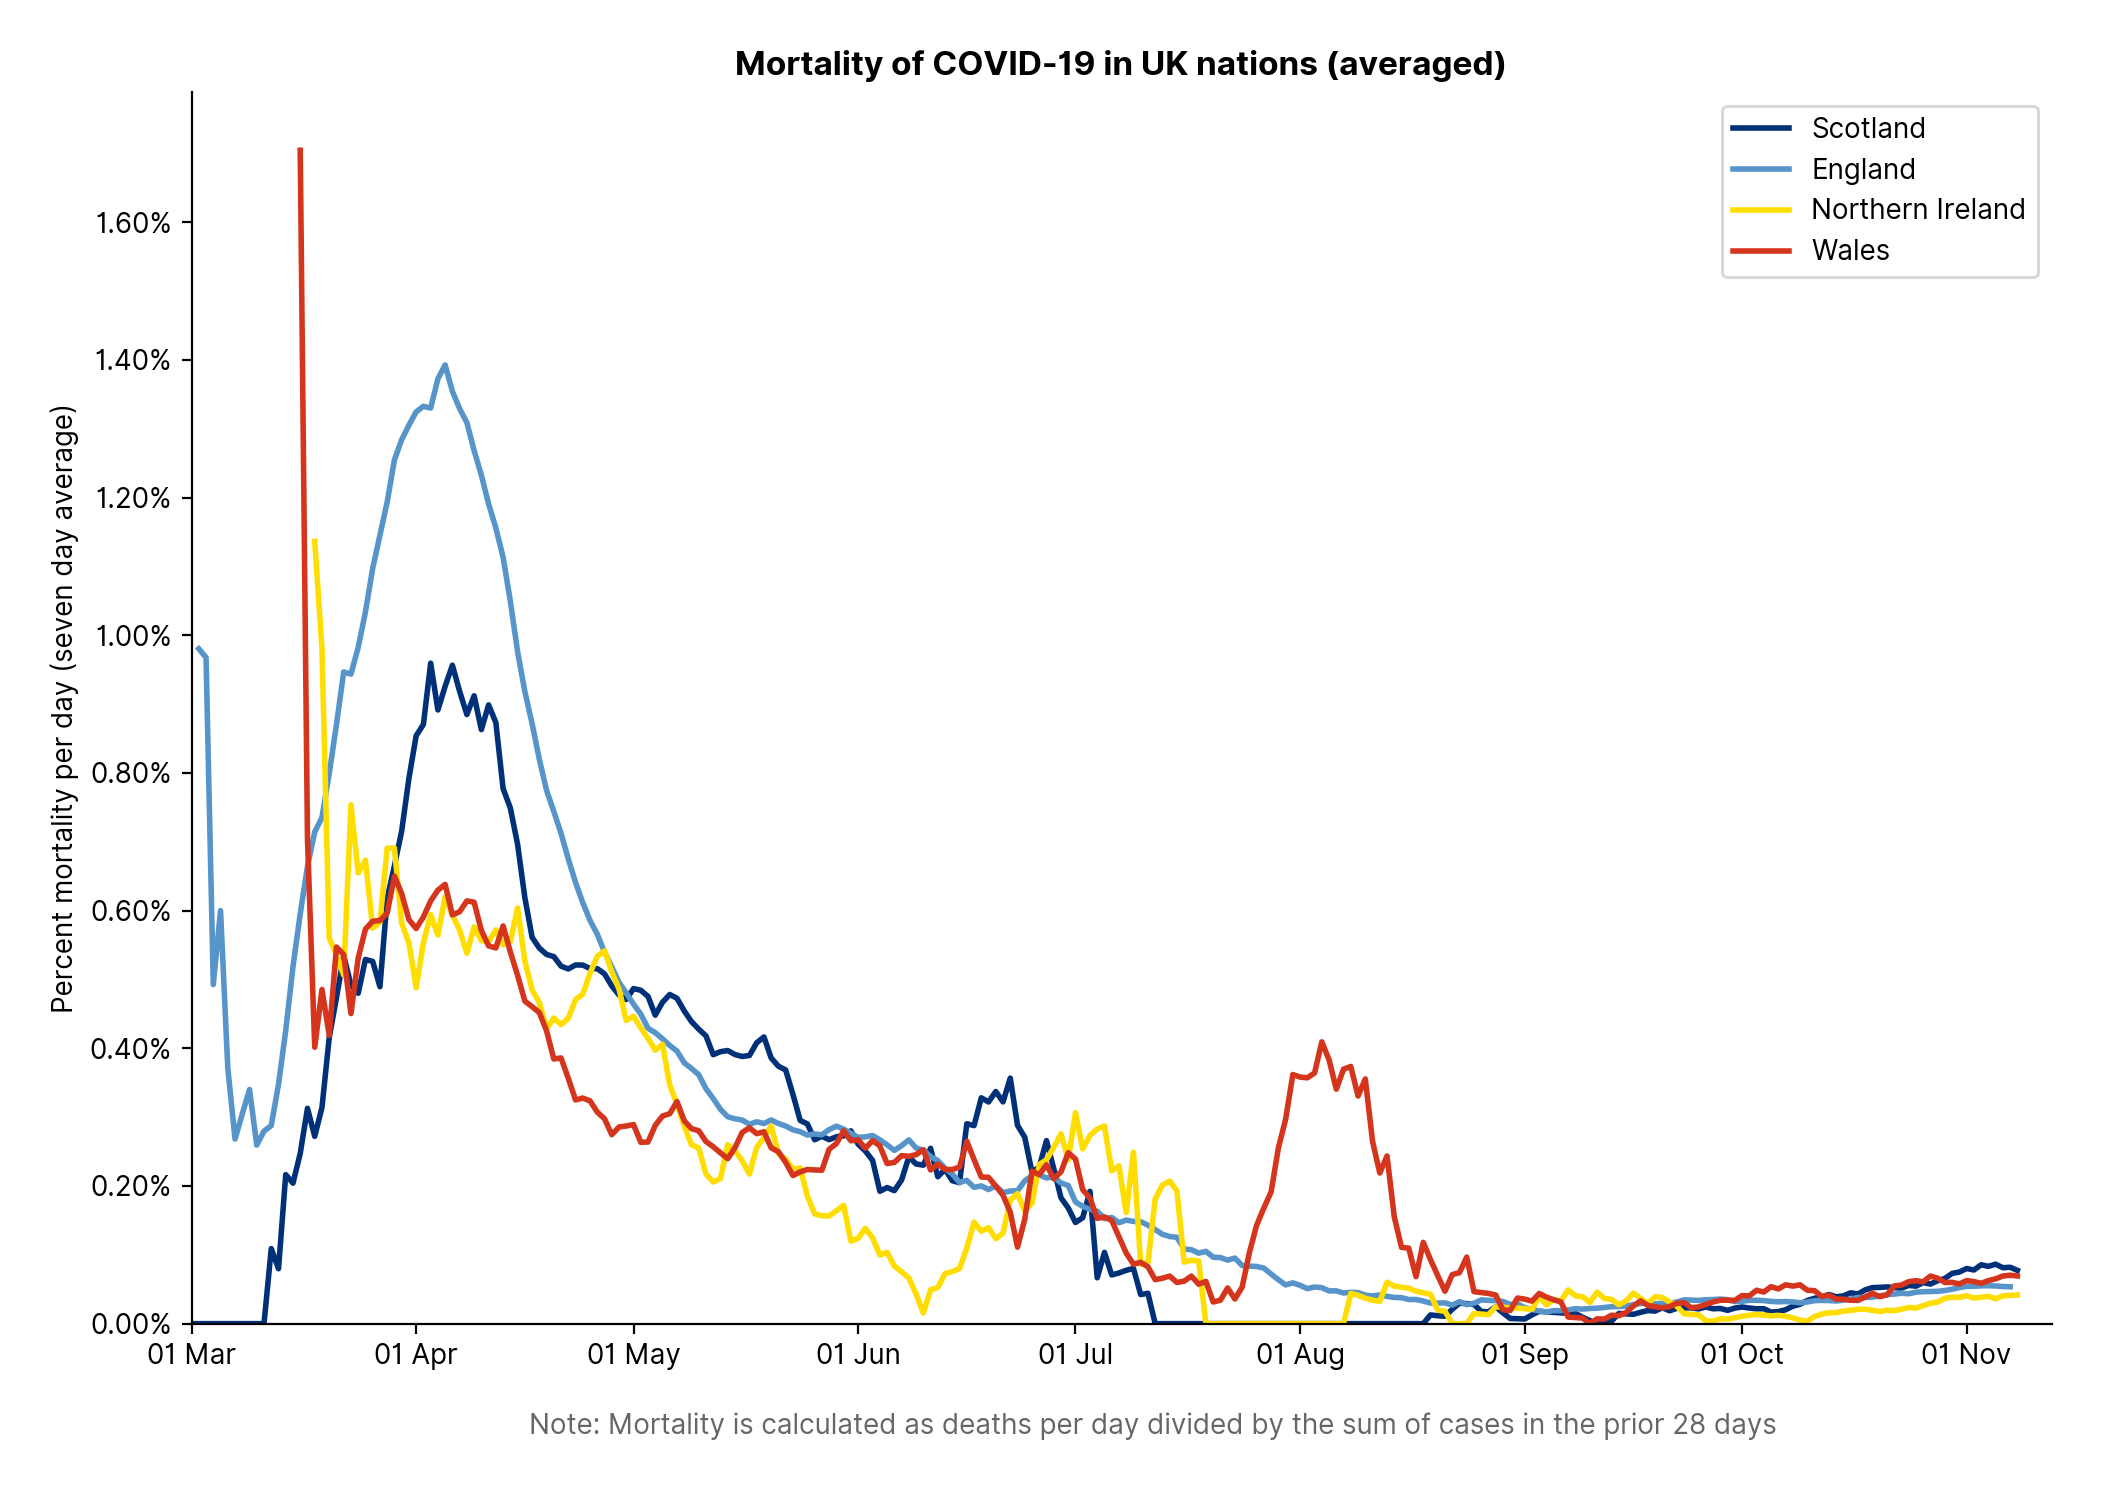 Mortality of COVID-19 in UK nations (averaged)
Scotland
England
Northern Ireland
Wales
Percent mortality per day (seven day average)
1.60%
1.40%
1.20%
1.00%
0.80%
0.60%
0.40%
0.20%
0.00%
01 Mar 01 Apr 01 May 01 Jun 01 Jul 01 Aug 01 Sep 01 Oct 01 Nov
Note: Mortality is calculated as deaths per day divided by the sum of cases in the prior 28 days